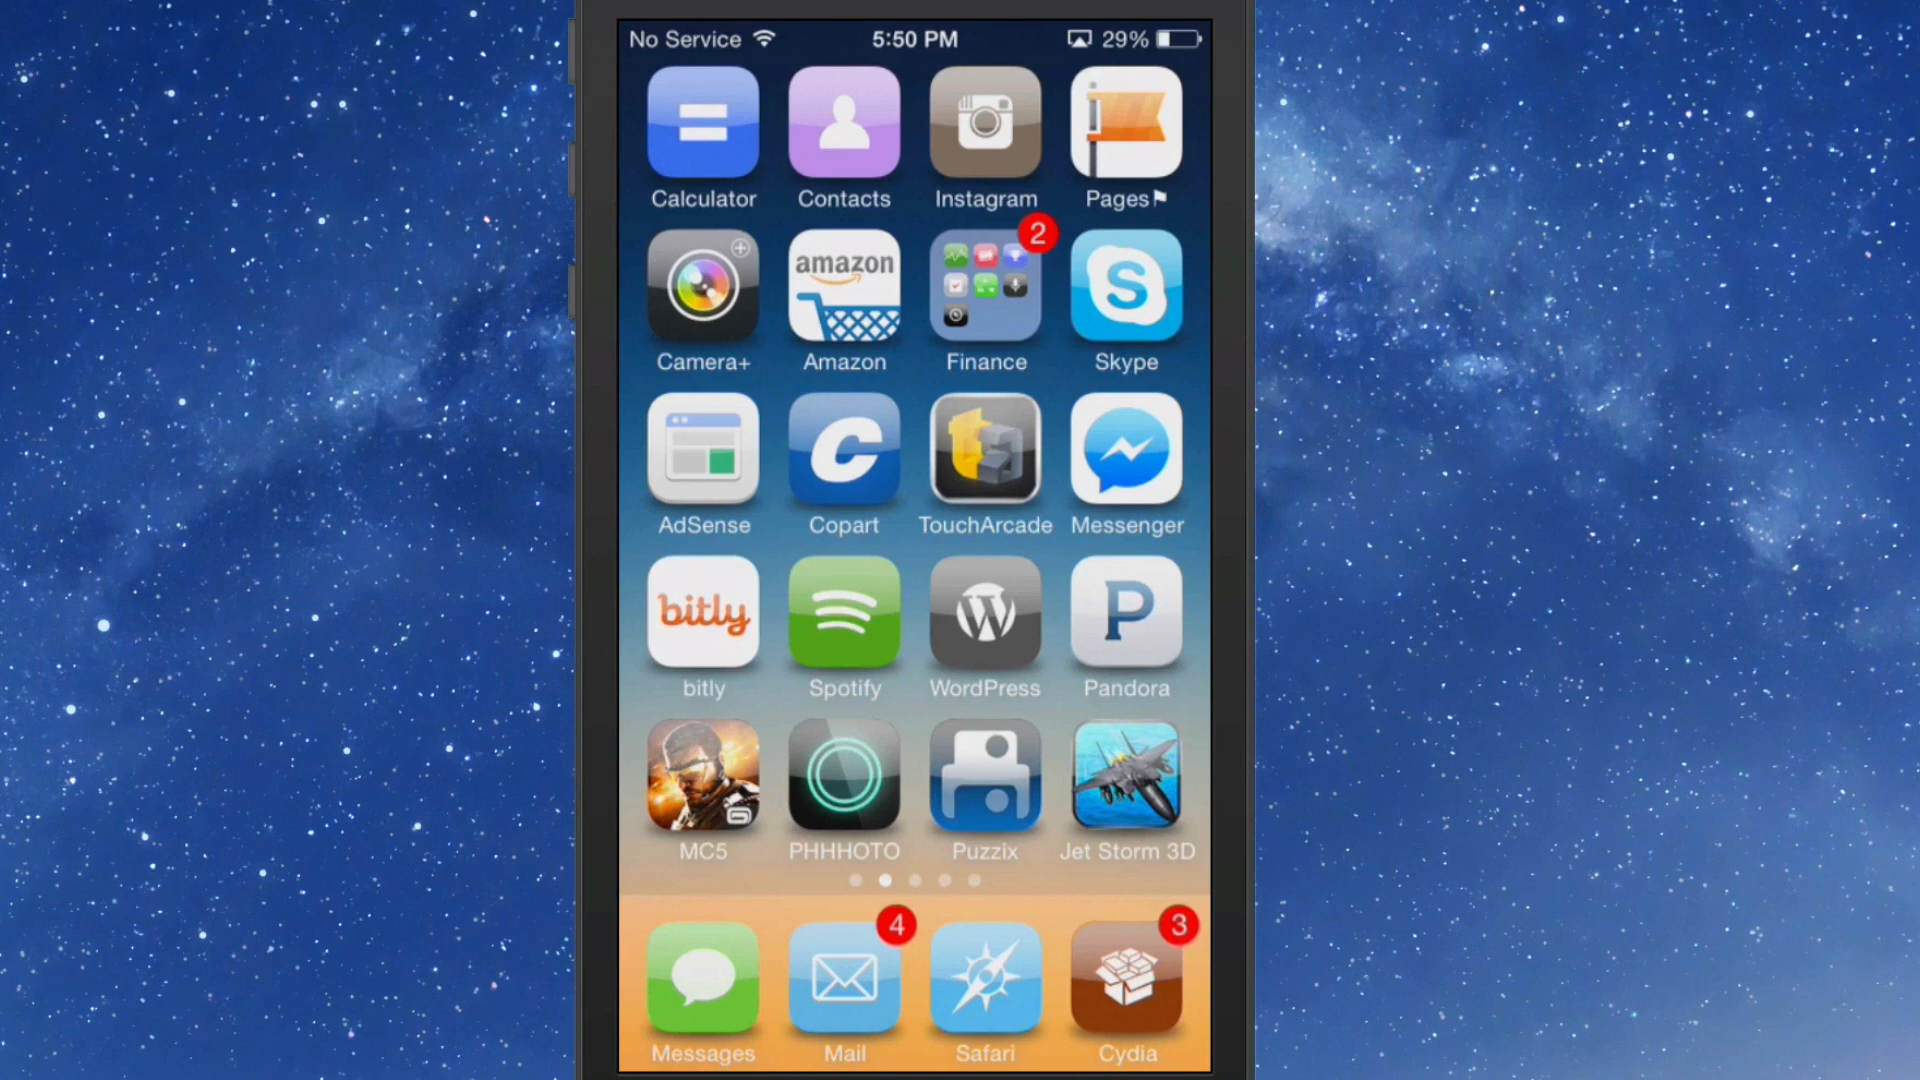 No Service 5:50 PM 29%
Calculator Contacts Instagram Pages
2
amazon
S
Camera+ Amazon Finance Skype
C
ta
AdSense Copart TouchArcade Messenger
bitly W P
bitly Spotify WordPress Pandora
MC5 PHHHOTO Puzzix Jet Storm 3D
4 3
Messages Mail Safari Cydia